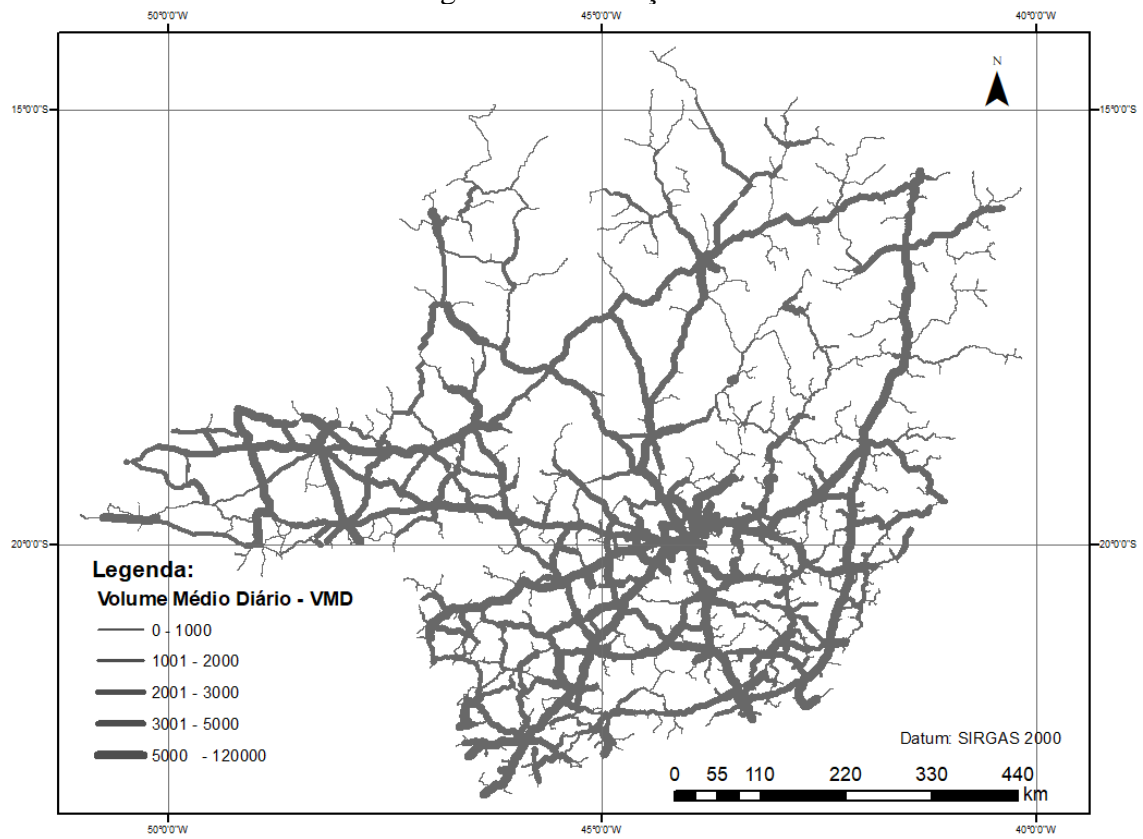 50°0'0"W 45°0'0"W 40°0'0"W
N
15°0'0"S 15°0'0"S
20°0'0"S 20°0'0"S
Legenda:
Volume Médio Diário - VMD
0 - 1000
1001 - 2000
2001 - 3000
3001 - 5000
5000 - 120000
Datum: SIRGAS 2000
0 55 110 220 330 440
km
50°0'0"W 45°0'0"W 40°0'0"W